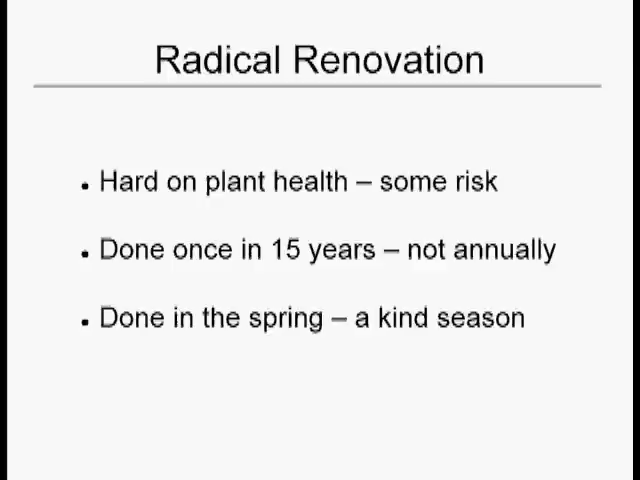 Radical Renovation
• Hard on plant health – some risk
• Done once in 15 years – not annually
• Done in the spring – a kind season